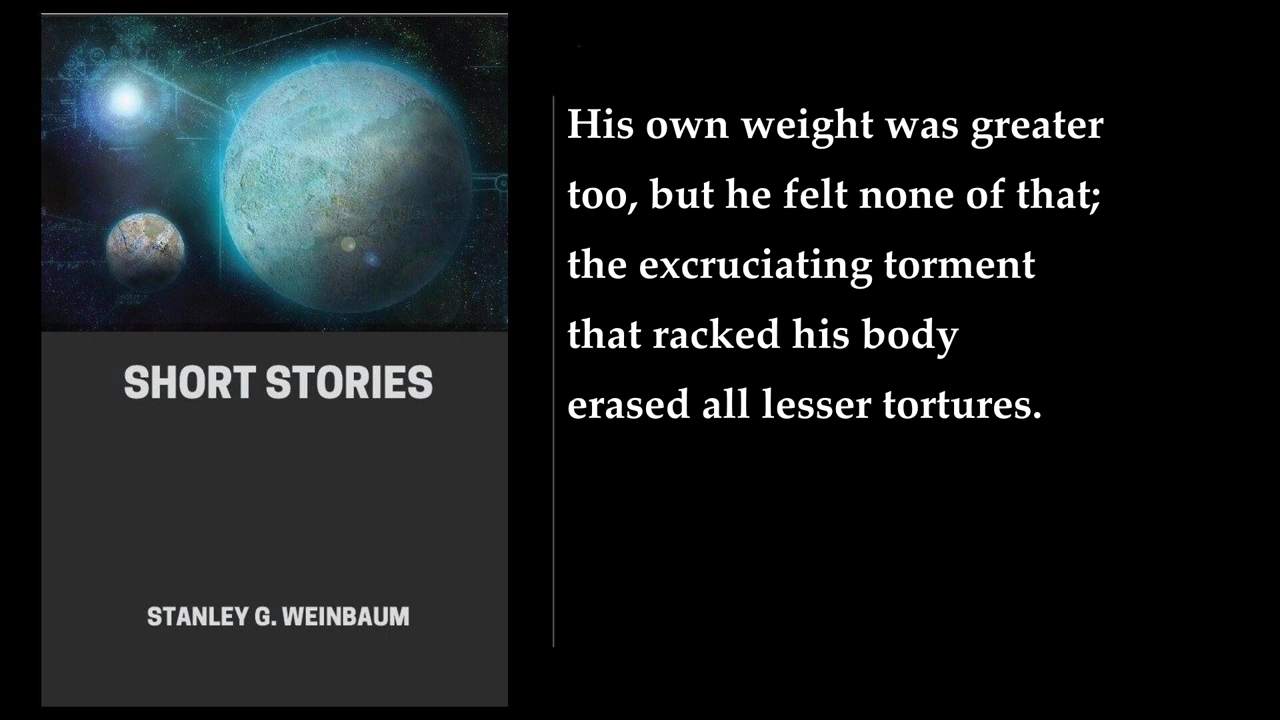 SHORT STORIES
STANLEY G. WEINBAUM
His own weight was greater
too, but he felt none of that;
the excruciating torment
that racked his body
erased all lesser tortures.